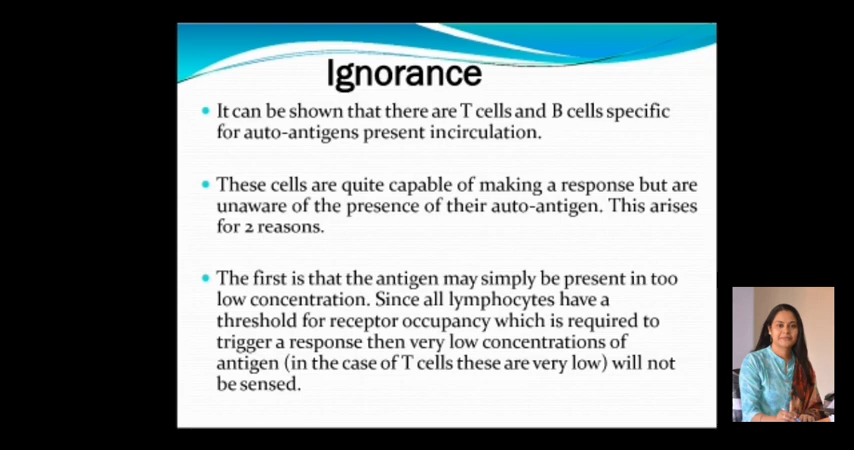 Ignorance
It can be shown that there are T cells and B cells specific
for auto-antigens present incirculation.
These cells are quite capable of making a response but are
unaware of the presence of their auto-antigen. This arises
for 2 reasons.
The first is that the antigen may simply be present in too
low concentration. Since all lymphocytes have a
threshold for receptor occupancy which is required to
trigger a response then very low concentrations of
antigen (in the case of T cells these are very low) will not
be sensed.